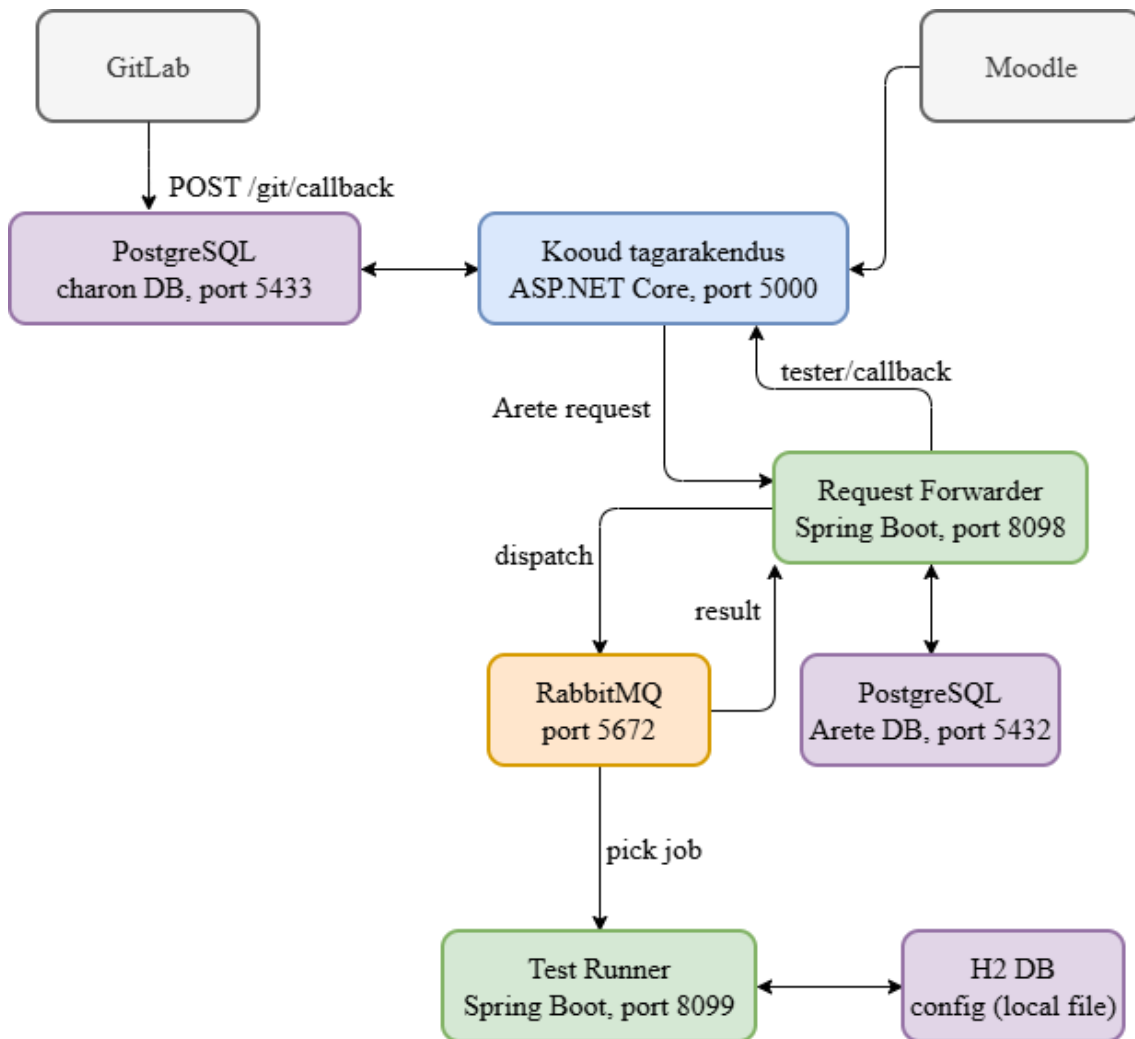 GitLab
Moodle
POST /git/callback
PostgreSQL
charon DB, port 5433
Kooud tagarakendus
ASP.NET Core, port 5000
tester/callback
Arete request
Request Forwarder
Spring Boot, port 8098
dispatch
result
RabbitMQ
port 5672
PostgreSQL
Arete DB, port 5432
pick job
Test Runner
Spring Boot, port 8099
H2 DB
config (local file)